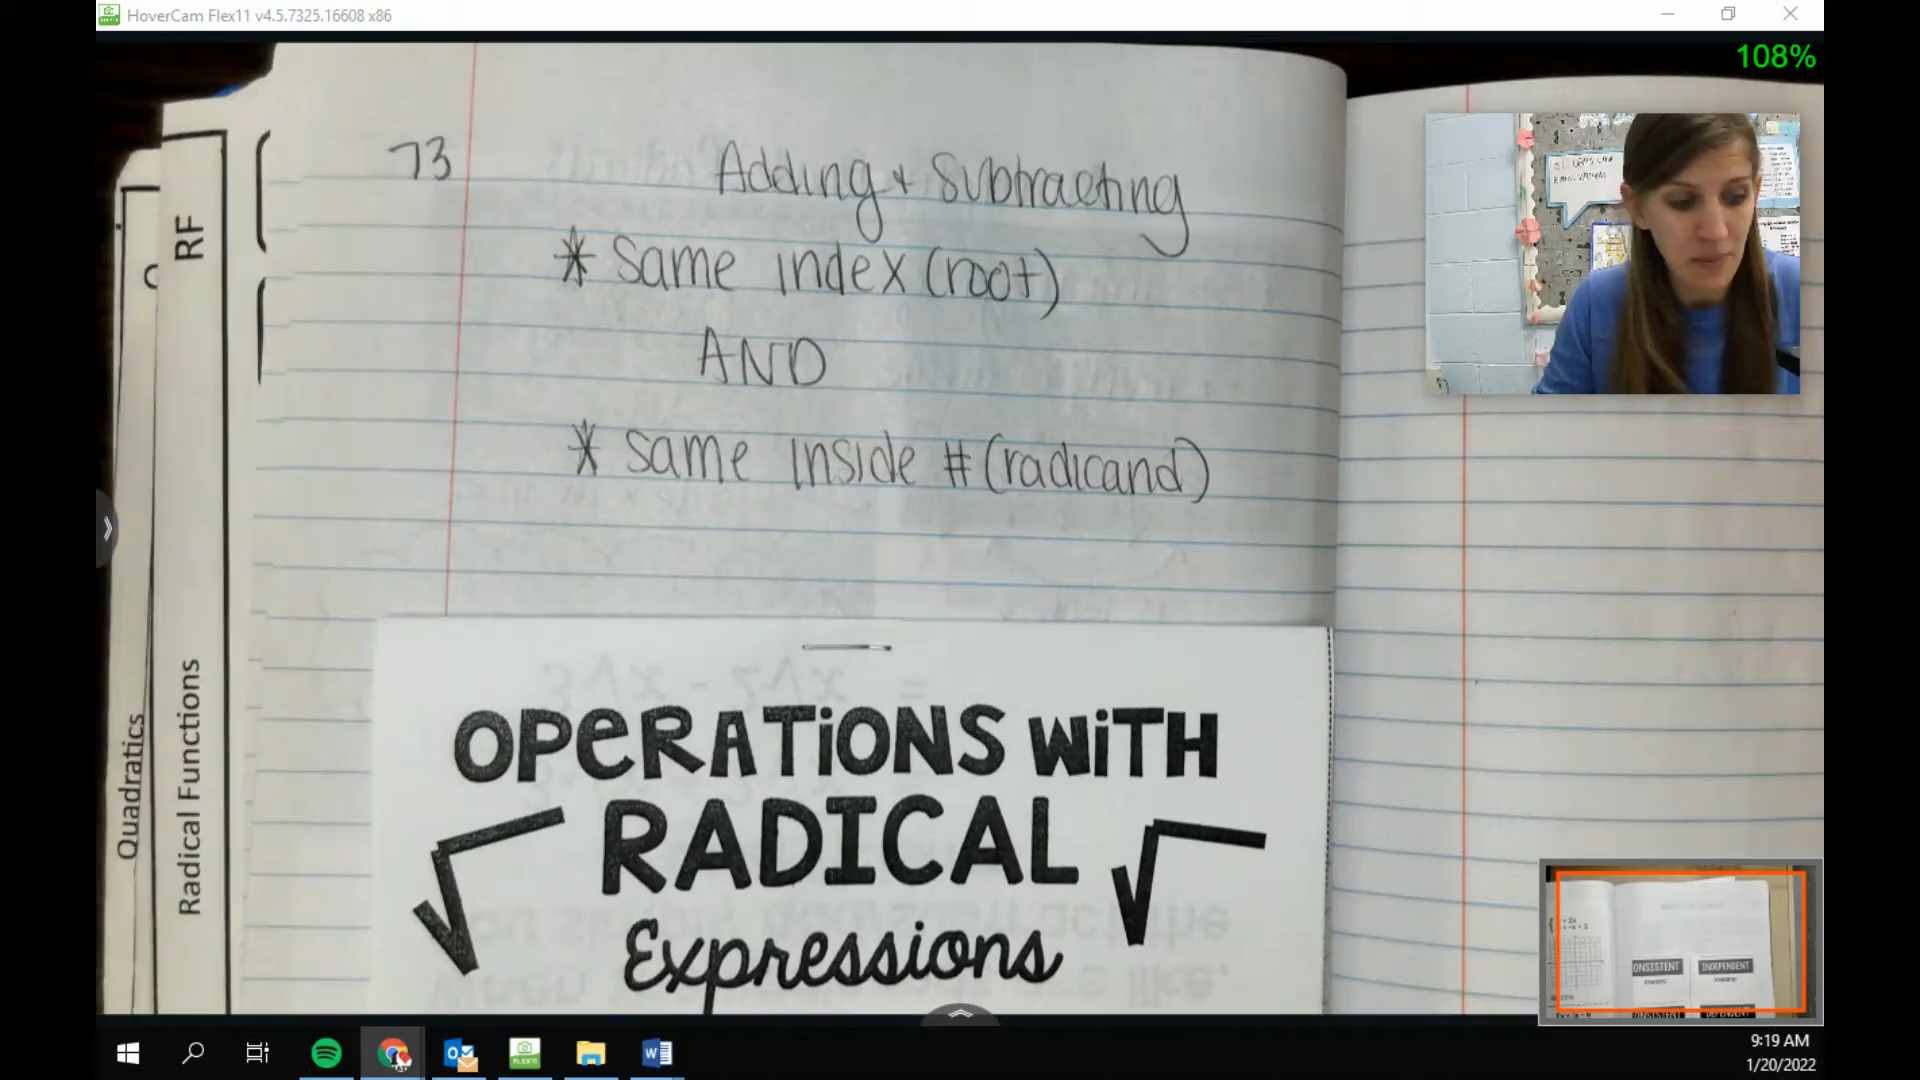 HoverCam Flex11 v4.5.7325.16608 x86
108%
73
Adding + Subtracting
* same index (root)
AND
* same inside # (radicand)
RF
Quadratics
Radical Functions
OPERATIONS WITH
RADICAL
Expressions
ONSISTENT
INDEPENDENT
9:19 AM
1/20/2022